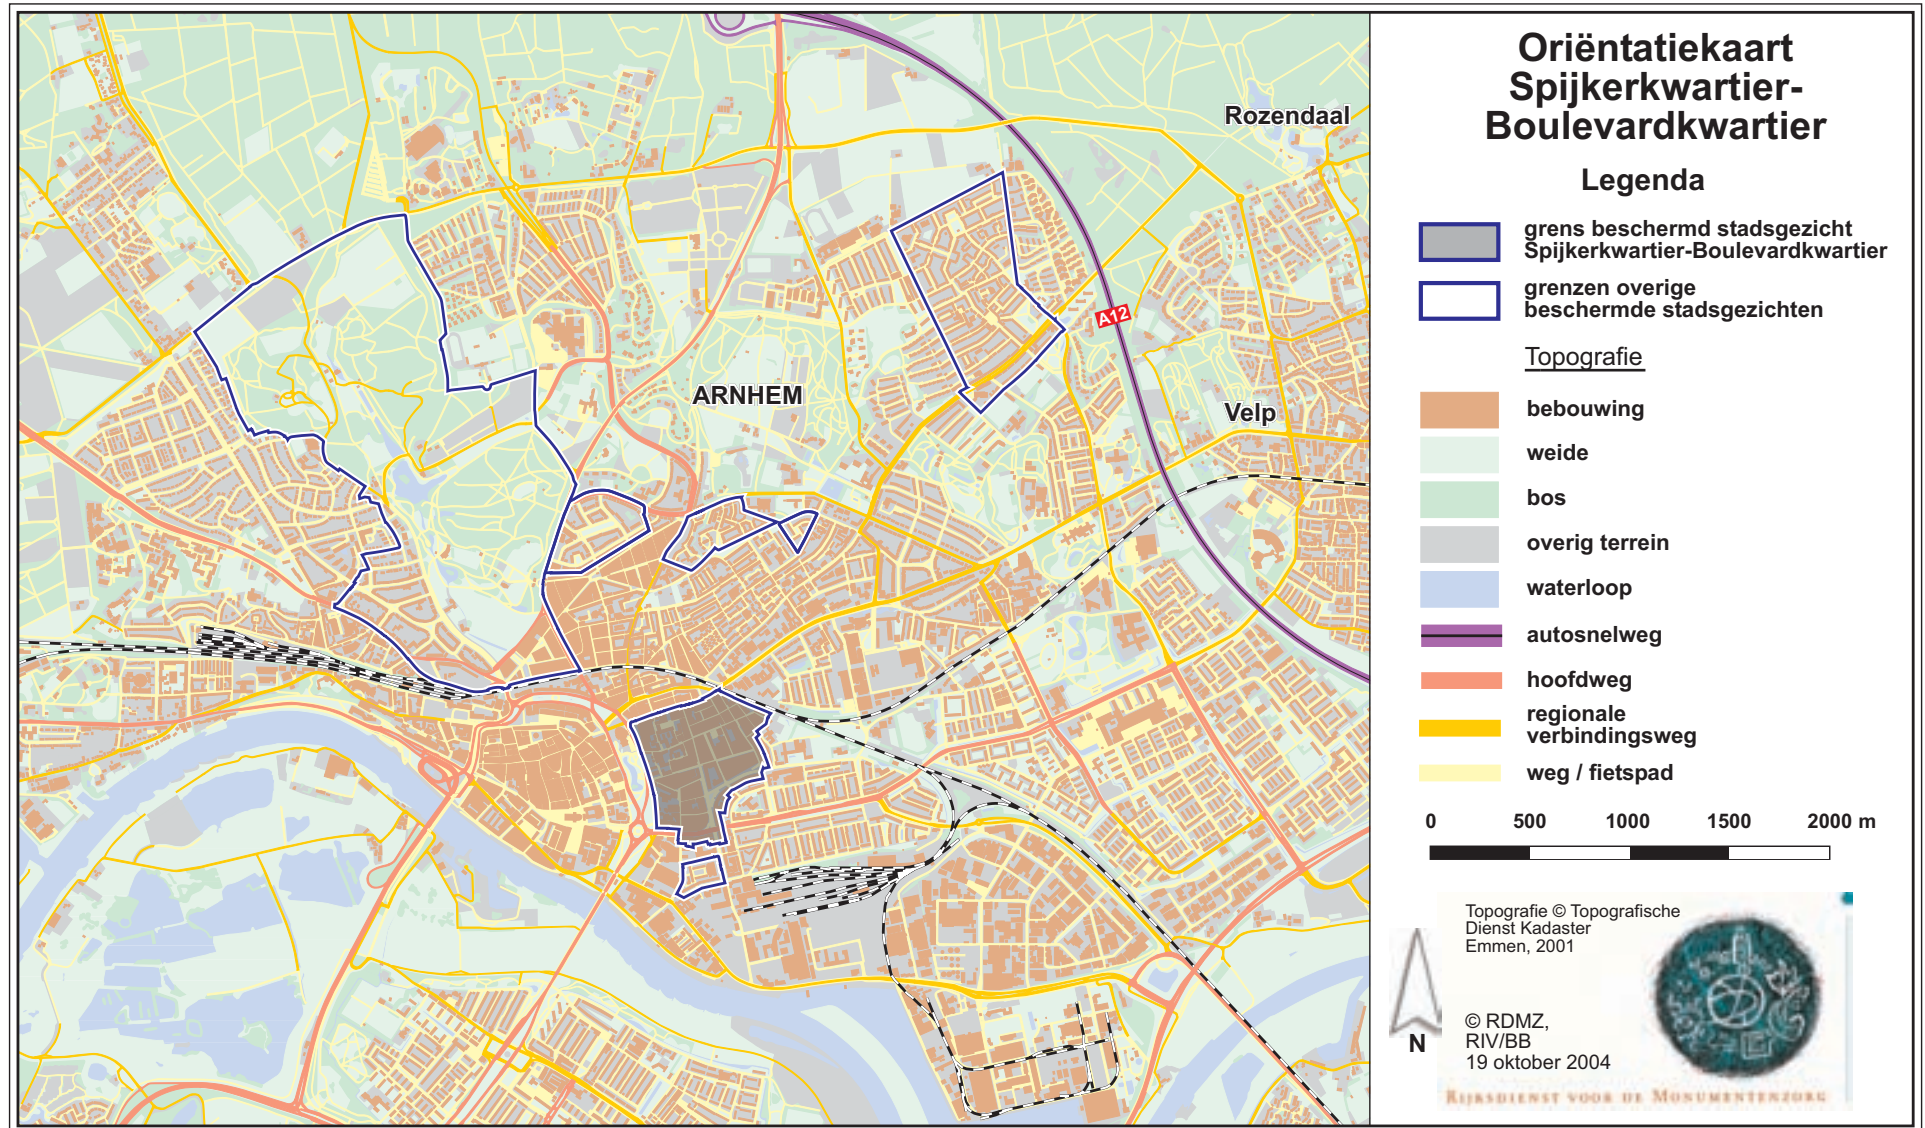 Oriëntatiekaart
Spijkerkwartier-
Boulevardkwartier
Legenda
grens beschermd stadsgezicht
Spijkerkwartier-Boulevardkwartier
grenzen overige
beschermde stadsgezichten
Topografie
bebouwing
weide
bos
overig terrein
waterloop
autosnelweg
hoofdweg
regionale
verbindingsweg
weg / fietspad
0 500 1000 1500 2000 m
Topografie © Topografische
Dienst Kadaster
Emmen, 2001
© RDMZ,
RIV/BB
19 oktober 2004
N
RIJKSDIENST VOOR DE MONUMENTENZORG
Rozendaal
A12
ARNHEM
Velp